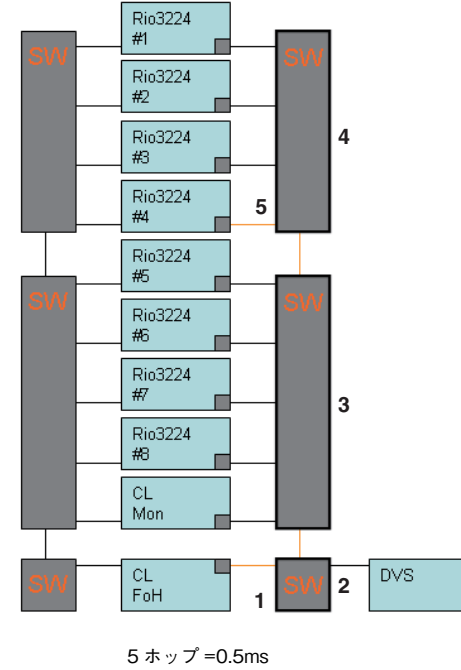 SW
Rio3224
#1
SW
Rio3224
#2
4
Rio3224
#3
Rio3224
#4
5
Rio3224
#5
SW
SW
Rio3224
#6
Rio3224
#7
3
Rio3224
#8
CL
Mon
SW
CL
FoH
1
SW
2
DVS
5 ホップ =0.5ms